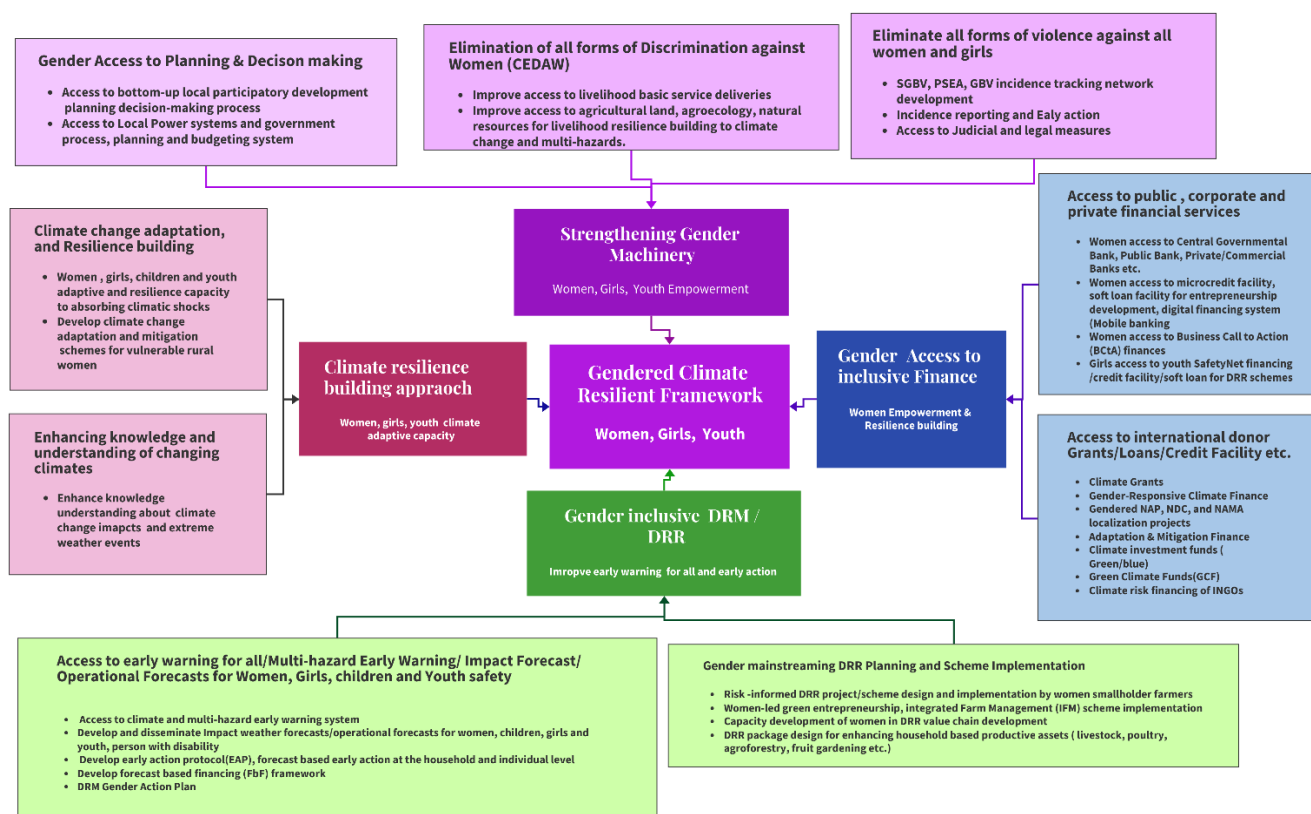 Gender Access to Planning & Decison making
• Access to bottom-up local participatory development
planning decision-making process
• Access to Local Power systems and government
process, planning and budgeting system
Elimination of all forms of Discrimination against
Women (CEDAW)
• Improve access to livelihood basic service deliveries
• Improve access to agricultural land, agroecology, natural
resources for livelihood resilience building to climate
change and multi-hazards.
Eliminate all forms of violence against all
women and girls
• SGBV, PSEA, GBV incidence tracking network
development
• Incidence reporting and Ealy action
• Access to Judicial and legal measures
Climate change adaptation,
and Resilience building
• Women , girls, children and youth
adaptive and resilience capacity
to absorbing climatic shocks
• Develop climate change
adaptation and mitigation
schemes for vulnerable rural
women
Enhancing knowledge and
understanding of changing
climates
• Enhance knowledge
understanding about climate
change imapcts and extreme
weather events
Strengthening Gender
Machinery
Women, Girls, Youth Empowerment
Climate resilience
building appraoch
Women, girls, youth climate
adaptive capacity
Gendered Climate
Resilient Framework
Women, Girls, Youth
Gender Access to
inclusive Finance
Women Empowerment &
Resilience building
Gender inclusive DRM /
DRR
Imropve early warning for all and early action
Access to public , corporate and
private financial services
• Women access to Central Governmental
Bank, Public Bank, Private/Commercial
Banks etc.
• Women access to microcredit facility,
soft loan facility for entrepreneurship
development, digital financing system
(Mobile banking
• Women access to Business Call to Action
(BCtA) finances
• Girls access to youth SafetyNet financing
/credit facility/soft loan for DRR schemes
Access to international donor
Grants/Loans/Credit Facility etc.
• Climate Grants
• Gender-Responsive Climate Finance
• Gendered NAP, NDC, and NAMA
localization projects
• Adaptation & Mitigation Finance
• Climate investment funds (
Green/blue)
• Green Climate Funds(GCF)
• Climate risk financing of INGOs
Access to early warning for all/Multi-hazard Early Warning/ Impact Forecast/
Operational Forecasts for Women, Girls, children and Youth safety
• Access to climate and multi-hazard early warning system
• Develop and disseminate Impact weather forecasts/operational forecasts for women, children, girls and
youth, person with disability
• Develop early action protocol(EAP), forecast based early action at the household and individual level
• Develop forecast based financing (FbF) framework
• DRM Gender Action Plan
Gender mainstreaming DRR Planning and Scheme Implementation
• Risk -informed DRR project/scheme design and implementation by women smallholder farmers
• Women-led green entrepreneurship, integrated Farm Management (IFM) scheme implementation
• Capacity development of women in DRR value chain development
• DRR package design for enhancing household based productive assets ( livestock, poultry,
agroforestry, fruit gardening etc.)